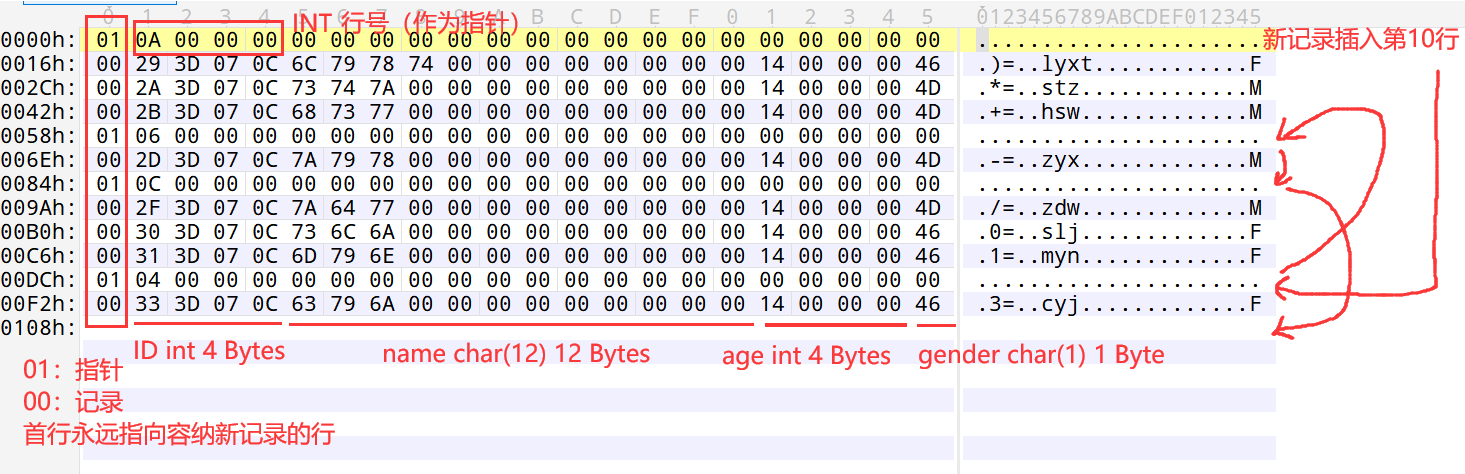 0 1 2 3 4 5 6 7 8 9 A B C D E F 0 1 2 3 4 5 0123456789ABCDEF012345
INT 行号（作为指针）
0000h: 01 0A 00 00 00 00 00 00 00 00 00 00 00 00 00 00 00 00 00 00 00 00 ......................
新记录插入第10行
0016h: 00 29 3D 07 0C 6C 79 78 74 00 00 00 00 00 00 00 00 14 00 00 00 46 .)=..lyxt............F
002Ch: 00 2A 3D 07 0C 73 74 7A 00 00 00 00 00 00 00 00 00 14 00 00 00 4D .*=..stz.............M
0042h: 00 2B 3D 07 0C 68 73 77 00 00 00 00 00 00 00 00 00 14 00 00 00 4D .+=..hsw.............M
0058h: 01 06 00 00 00 00 00 00 00 00 00 00 00 00 00 00 00 00 00 00 00 00 ......................
006Eh: 00 2D 3D 07 0C 7A 79 78 00 00 00 00 00 00 00 00 00 14 00 00 00 4D .-=..zyx.............M
0084h: 01 0C 00 00 00 00 00 00 00 00 00 00 00 00 00 00 00 00 00 00 00 00 ......................
009Ah: 00 2F 3D 07 0C 7A 64 77 00 00 00 00 00 00 00 00 00 14 00 00 00 4D ./=..zdw.............M
00B0h: 00 30 3D 07 0C 73 6C 6A 00 00 00 00 00 00 00 00 00 14 00 00 00 46 .0=..slj.............F
00C6h: 00 31 3D 07 0C 6D 79 6E 00 00 00 00 00 00 00 00 00 14 00 00 00 46 .1=..myn.............F
00DCh: 01 04 00 00 00 00 00 00 00 00 00 00 00 00 00 00 00 00 00 00 00 00 ......................
00F2h: 00 33 3D 07 0C 63 79 6A 00 00 00 00 00 00 00 00 00 14 00 00 00 46 .3=..cyj.............F
0108h:
ID int 4 Bytes name char(12) 12 Bytes age int 4 Bytes gender char(1) 1 Byte
01：指针
00：记录
首行永远指向容纳新记录的行